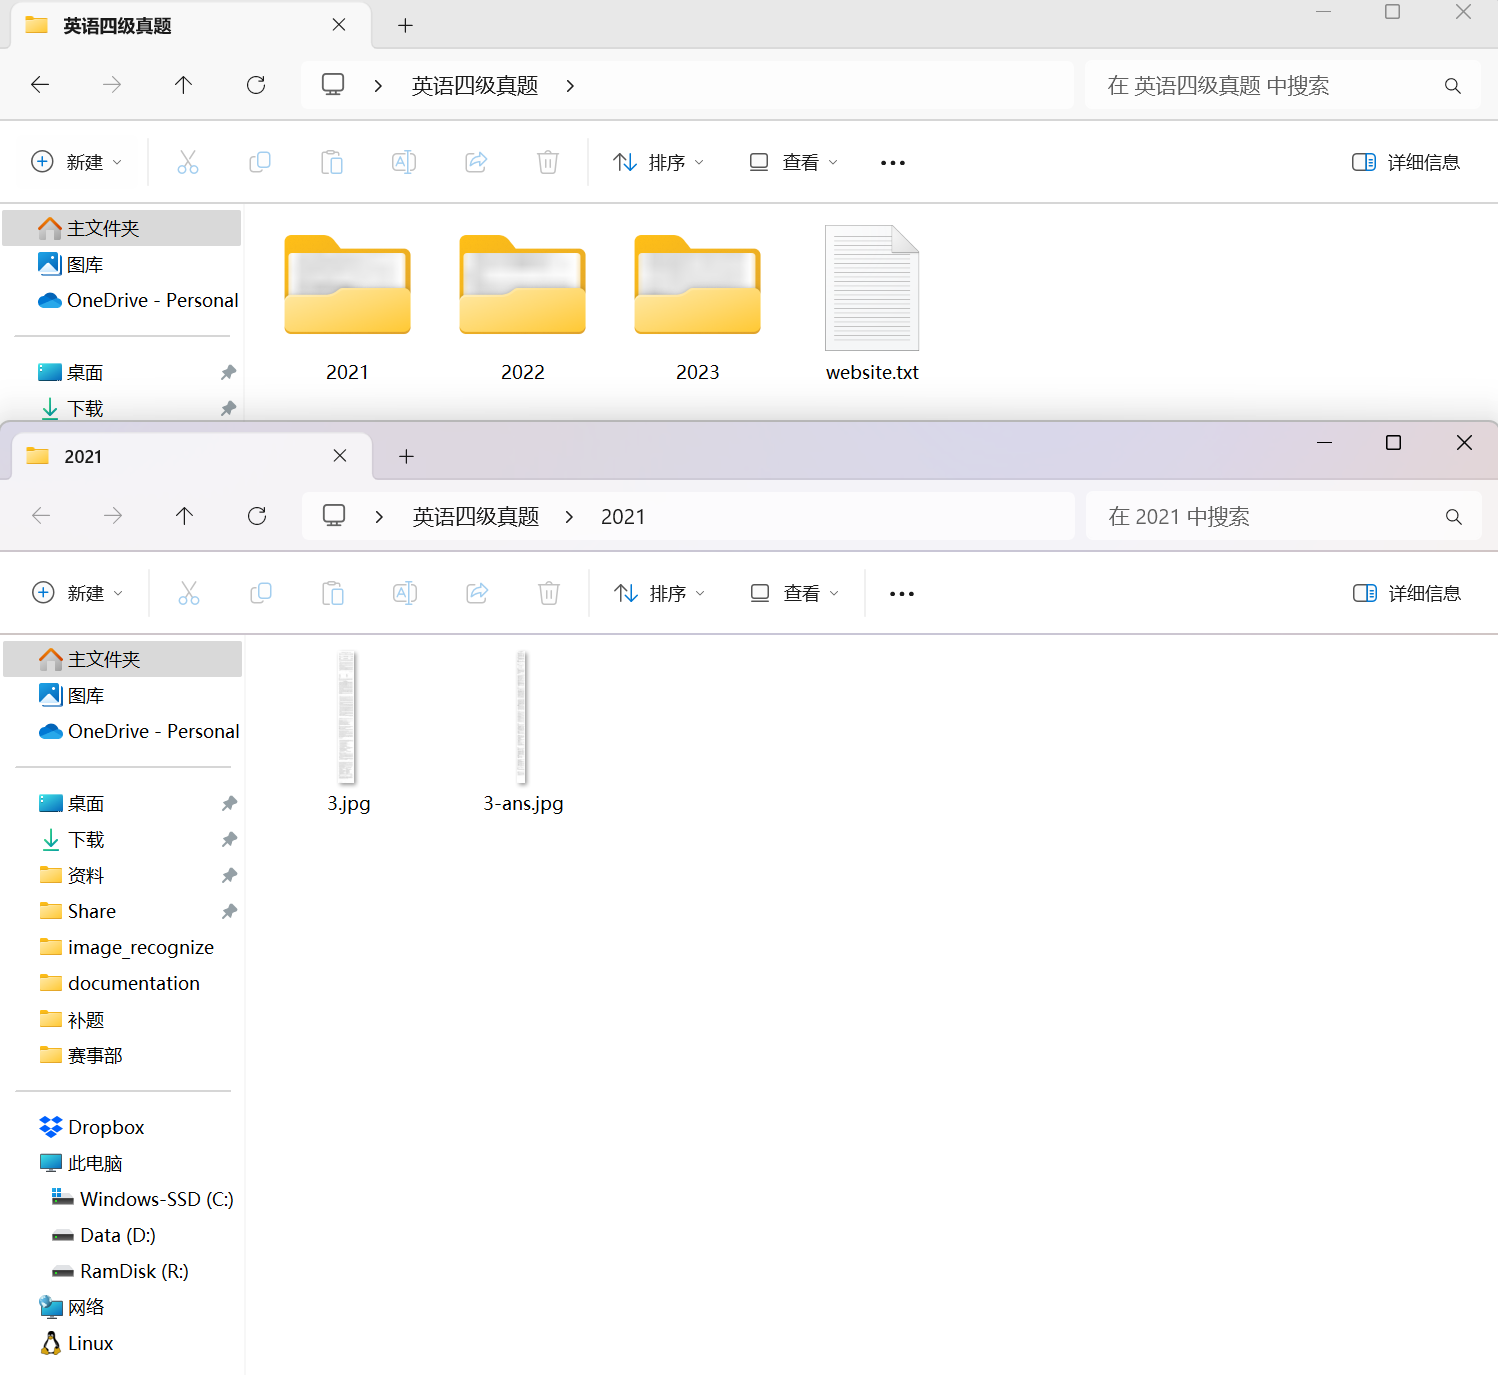 英语四级真题
英语四级真题
在 英语四级真题 中搜索
新建
排序
查看
详细信息
主文件夹
图库
OneDrive - Personal
桌面
下载
2021
2022
2023
website.txt
2021
英语四级真题
2021
在 2021 中搜索
新建
排序
查看
详细信息
主文件夹
图库
OneDrive - Personal
桌面
下载
资料
Share
image_recognize
documentation
补题
赛事部
Dropbox
此电脑
Windows-SSD (C:)
Data (D:)
RamDisk (R:)
网络
Linux
3.jpg
3-ans.jpg